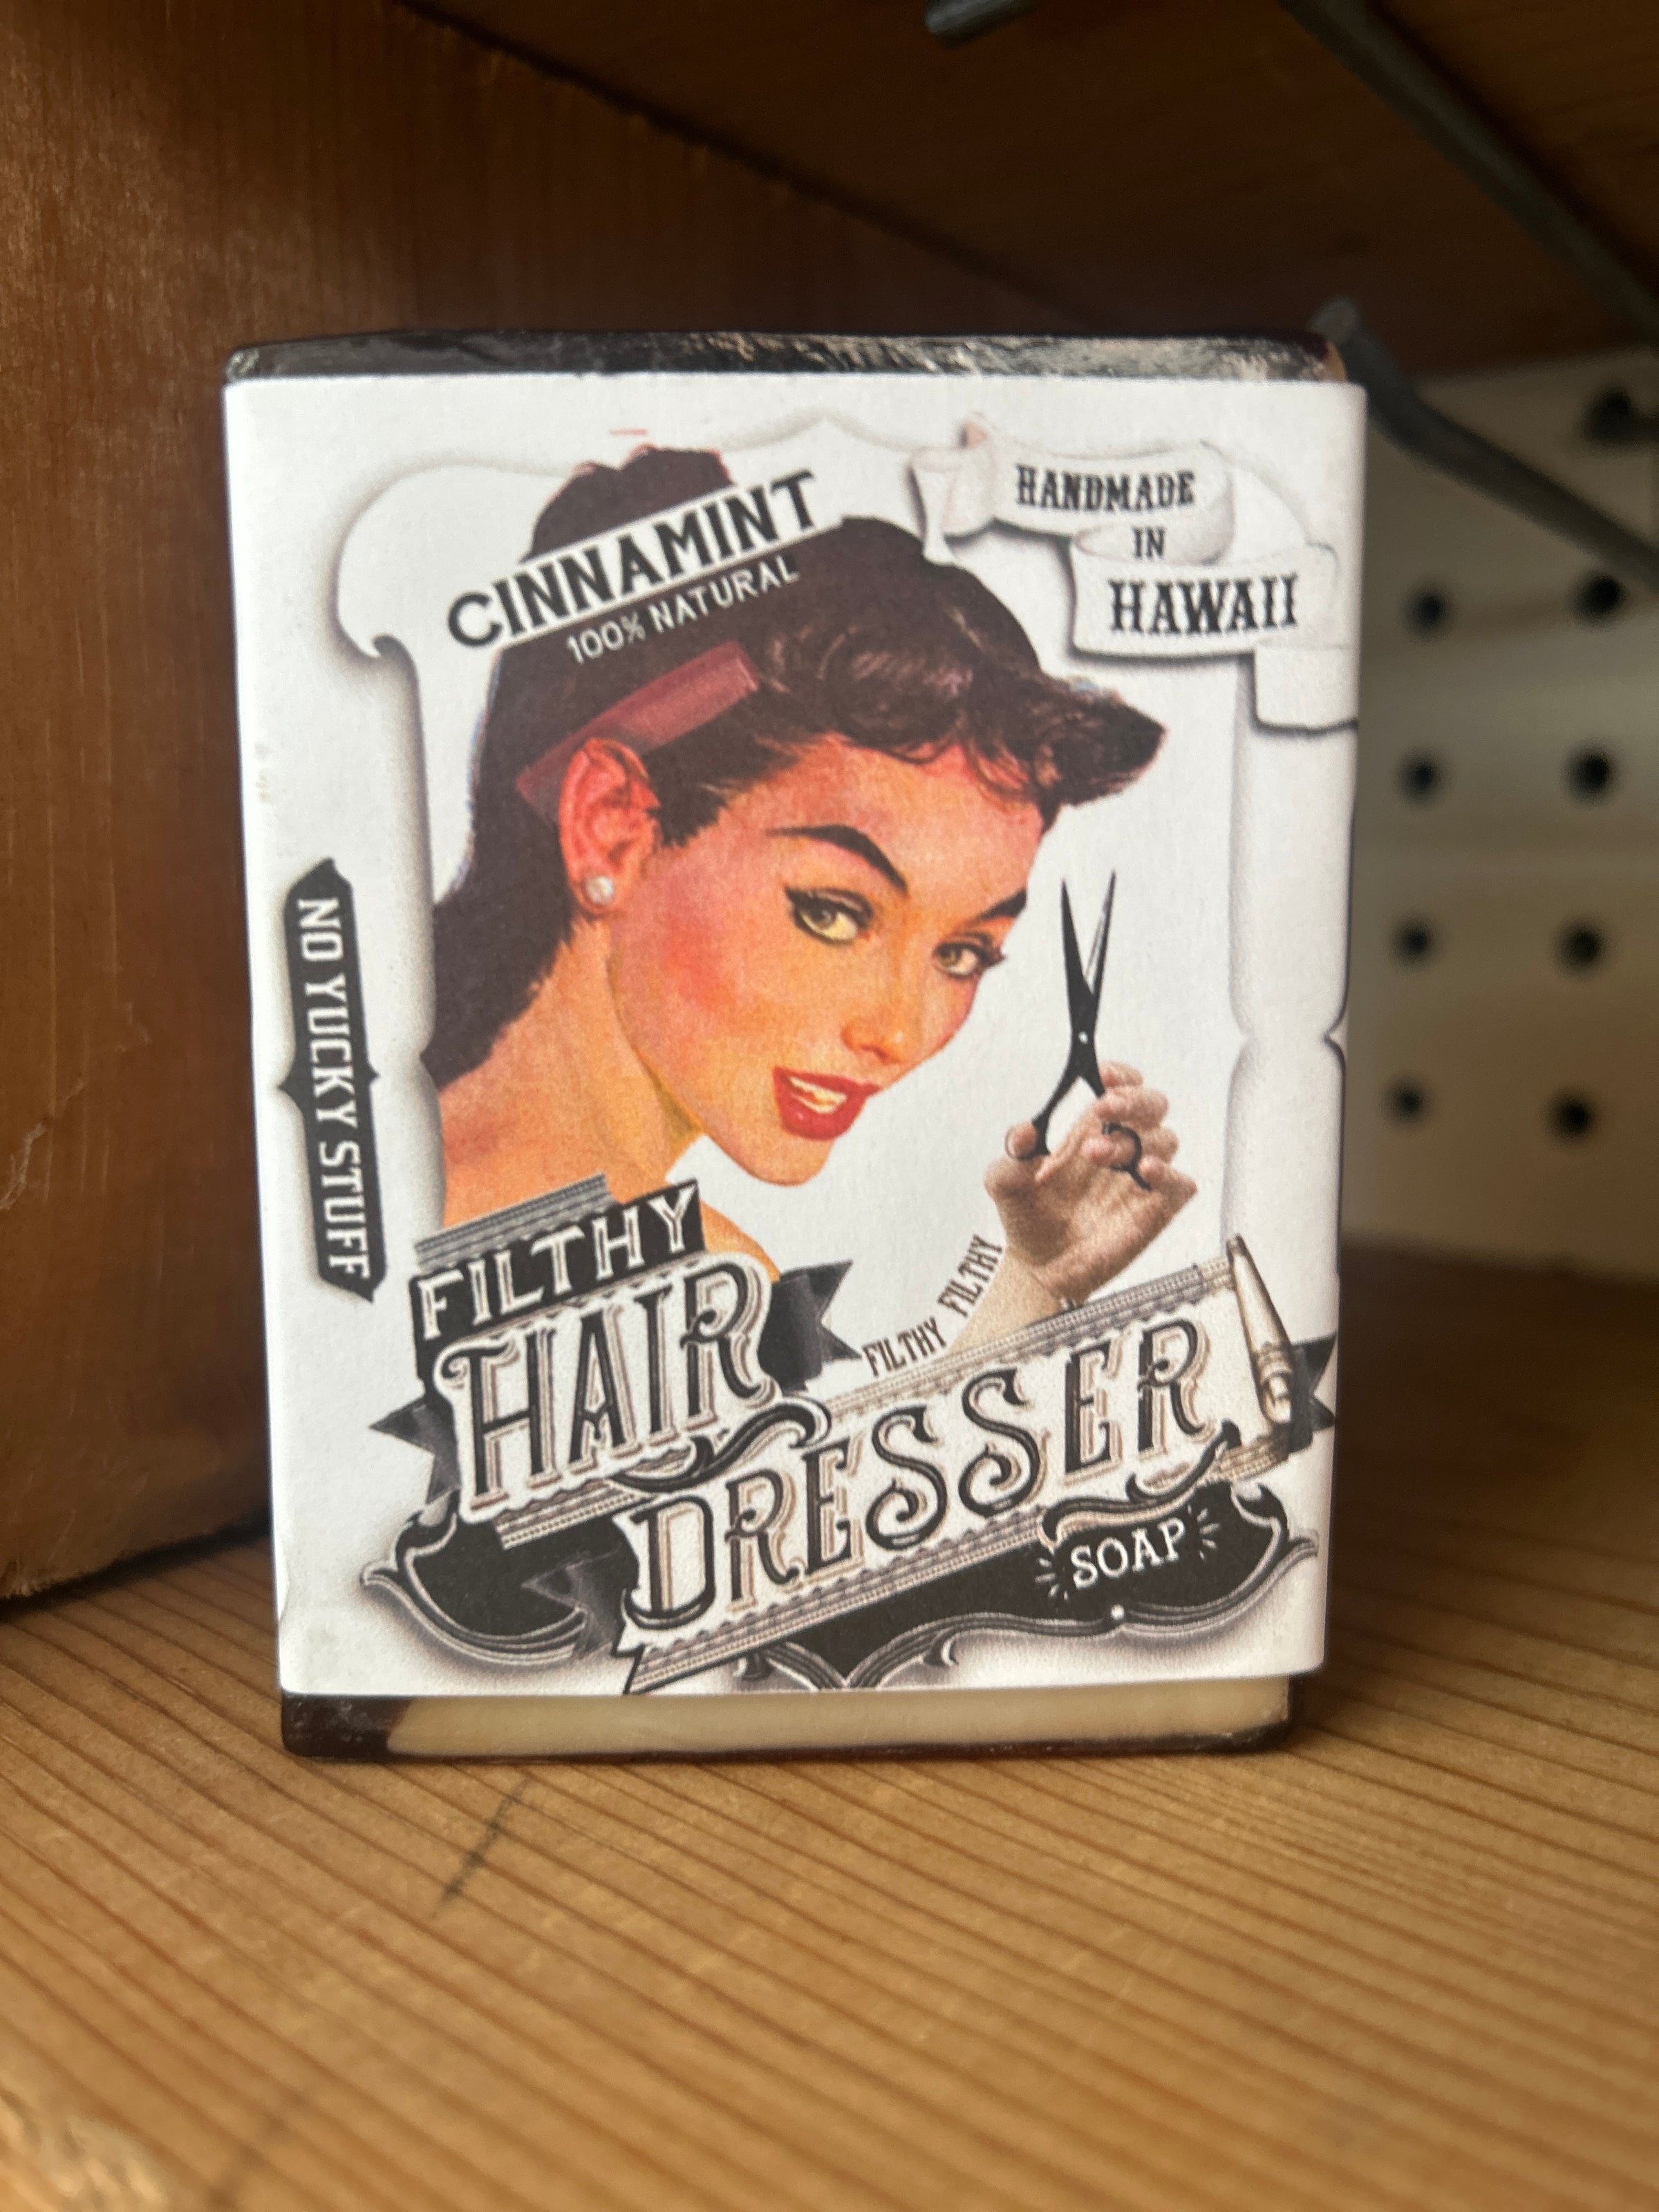 CINNAMINT
100% NATURAL
HANDMADE
IN
HAWAII
NO YUCKY STUFF
FILTHY
HAIR
FILTHY FILTHY
DRESSER
SOAP